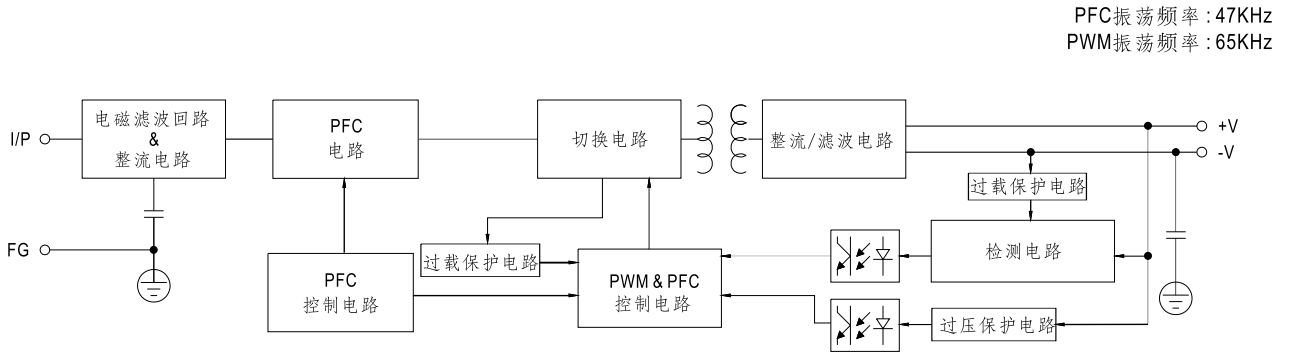 PFC振荡频率:47KHz
PWM振荡频率:65KHz
I/P
电磁滤波回路
&
整流电路
PFC
电路
切换电路
整流/滤波电路
+V
-V
过载保护电路
FG
PFC
控制电路
过载保护电路
PWM & PFC
控制电路
检测电路
过压保护电路